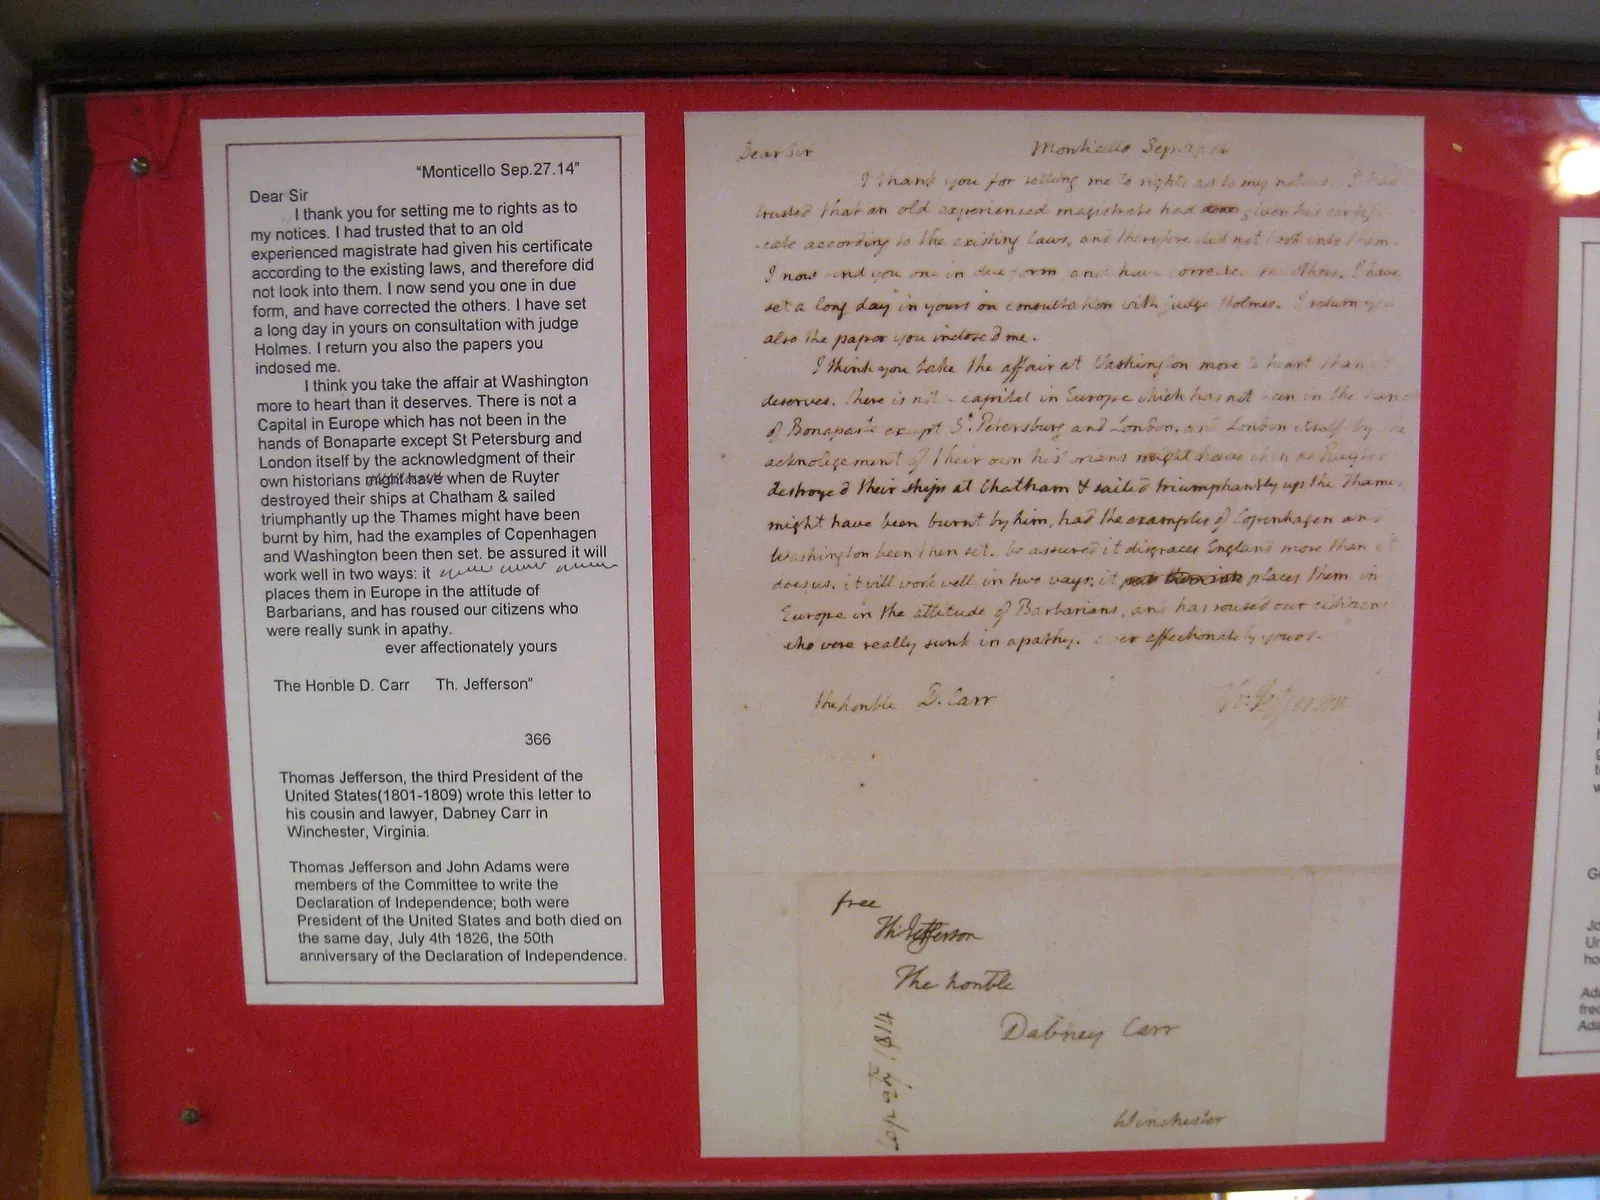 "Monticello Sep.27.14"
Dear Sir
I thank you for setting me to rights as to
my notices. I had trusted that to an old
experienced magistrate had given his certificate
according to the existing laws, and therefore did
not look into them. I now send you one in due
form, and have corrected the others. I have set
a long day in yours on consultation with judge
Holmes. I return you also the papers you
indosed me.
I think you take the affair at Washington
more to heart than it deserves. There is not a
Capital in Europe which has not been in the
hands of Bonaparte except St Petersburg and
London itself by the acknowledgment of their
own historians might have when de Ruyter
destroyed their ships at Chatham & sailed
triumphantly up the Thames might have been
burnt by him, had the examples of Copenhagen
and Washington been then set. be assured it will
work well in two ways: it
places them in Europe in the attitude of
Barbarians, and has roused our citizens who
were really sunk in apathy.
ever affectionately yours
The Honble D. Carr Th. Jefferson"
366
Thomas Jefferson, the third President of the
United States(1801-1809) wrote this letter to
his cousin and lawyer, Dabney Carr in
Winchester, Virginia.
Thomas Jefferson and John Adams were
members of the Committee to write the
Declaration of Independence; both were
President of the United States and both died on
the same day, July 4th 1826, the 50th
anniversary of the Declaration of Independence.
Dear Sir Monticello Sep.
I thank you for setting me to rights as to my notices. I had
trusted that an old experienced magistrate had given his certifi
-cate according to the existing laws, and therefore did not look into them.
I now send you one in due form and have corrected the others. I have
set a long day in yours on consultation with judge Holmes. I return you
also the paper you inclosed me.
I think you take the affair at Washington more to heart than it
deserves. there is not a capital in Europe which has not been in the hands
of Bonaparte except St. Petersburg and London. and London itself by the
acknolegement of their own historians might have when de Ruyter
destroyed their ships at Chatham & sailed triumphantly up the Thames
might have been burnt by him, had the examples of Copenhagen and
Washington been then set. be assured it disgraces England more than it
does us. it will work well in two ways; it places them in
Europe in the attitude of Barbarians, and has roused our citizens
who were really sunk in apathy. ever affectionately yours.
the honble D. Carr Th. Jefferson
free
Th: Jefferson
The honble
Dabney Carr
Winchester
1814
G
Jo
Un
ho
Ada
free
Ada